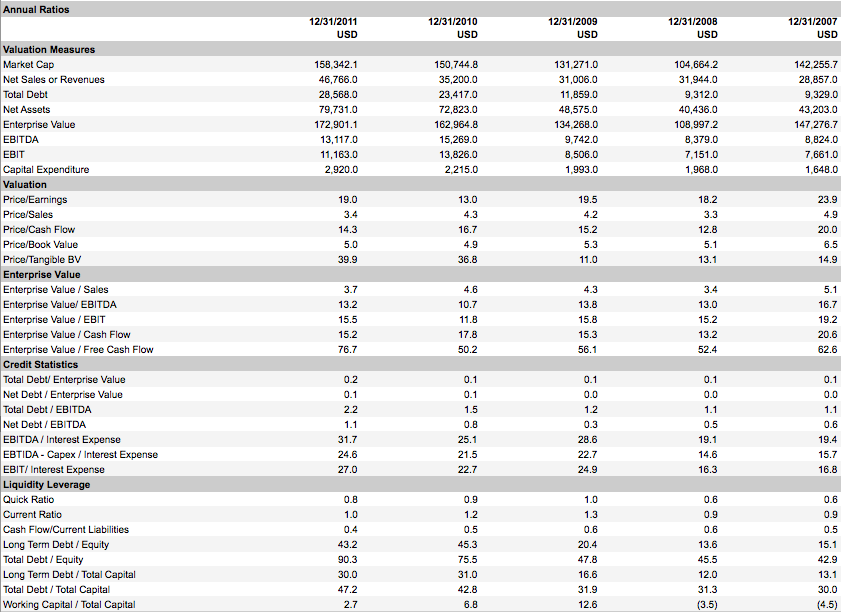 Annual Ratios
12/31/2011 12/31/2010 12/31/2009 12/31/2008 12/31/2007
USD USD USD USD USD
Valuation Measures
Market Cap 158,342.1 150,744.8 131,271.0 104,664.2 142,255.7
Net Sales or Revenues 46,766.0 35,200.0 31,006.0 31,944.0 28,857.0
Total Debt 28,568.0 23,417.0 11,859.0 9,312.0 9,329.0
Net Assets 79,731.0 72,823.0 48,575.0 40,436.0 43,203.0
Enterprise Value 172,901.1 162,964.8 134,268.0 108,997.2 147,276.7
EBITDA 13,117.0 15,269.0 9,742.0 8,379.0 8,824.0
EBIT 11,163.0 13,826.0 8,506.0 7,151.0 7,661.0
Capital Expenditure 2,920.0 2,215.0 1,993.0 1,968.0 1,648.0
Valuation
Price/Earnings 19.0 13.0 19.5 18.2 23.9
Price/Sales 3.4 4.3 4.2 3.3 4.9
Price/Cash Flow 14.3 16.7 15.2 12.8 20.0
Price/Book Value 5.0 4.9 5.3 5.1 6.5
Price/Tangible BV 39.9 36.8 11.0 13.1 14.9
Enterprise Value
Enterprise Value / Sales 3.7 4.6 4.3 3.4 5.1
Enterprise Value/ EBITDA 13.2 10.7 13.8 13.0 16.7
Enterprise Value / EBIT 15.5 11.8 15.8 15.2 19.2
Enterprise Value / Cash Flow 15.2 17.8 15.3 13.2 20.6
Enterprise Value / Free Cash Flow 76.7 50.2 56.1 52.4 62.6
Credit Statistics
Total Debt/ Enterprise Value 0.2 0.1 0.1 0.1 0.1
Net Debt / Enterprise Value 0.1 0.1 0.0 0.0 0.0
Total Debt / EBITDA 2.2 1.5 1.2 1.1 1.1
Net Debt / EBITDA 1.1 0.8 0.3 0.5 0.6
EBITDA / Interest Expense 31.7 25.1 28.6 19.1 19.4
EBTIDA - Capex / Interest Expense 24.6 21.5 22.7 14.6 15.7
EBIT/ Interest Expense 27.0 22.7 24.9 16.3 16.8
Liquidity Leverage
Quick Ratio 0.8 0.9 1.0 0.6 0.6
Current Ratio 1.0 1.2 1.3 0.9 0.9
Cash Flow/Current Liabilities 0.4 0.5 0.6 0.6 0.5
Long Term Debt / Equity 43.2 45.3 20.4 13.6 15.1
Total Debt / Equity 90.3 75.5 47.8 45.5 42.9
Long Term Debt / Total Capital 30.0 31.0 16.6 12.0 13.1
Total Debt / Total Capital 47.2 42.8 31.9 31.3 30.0
Working Capital / Total Capital 2.7 6.8 12.6 (3.5) (4.5)